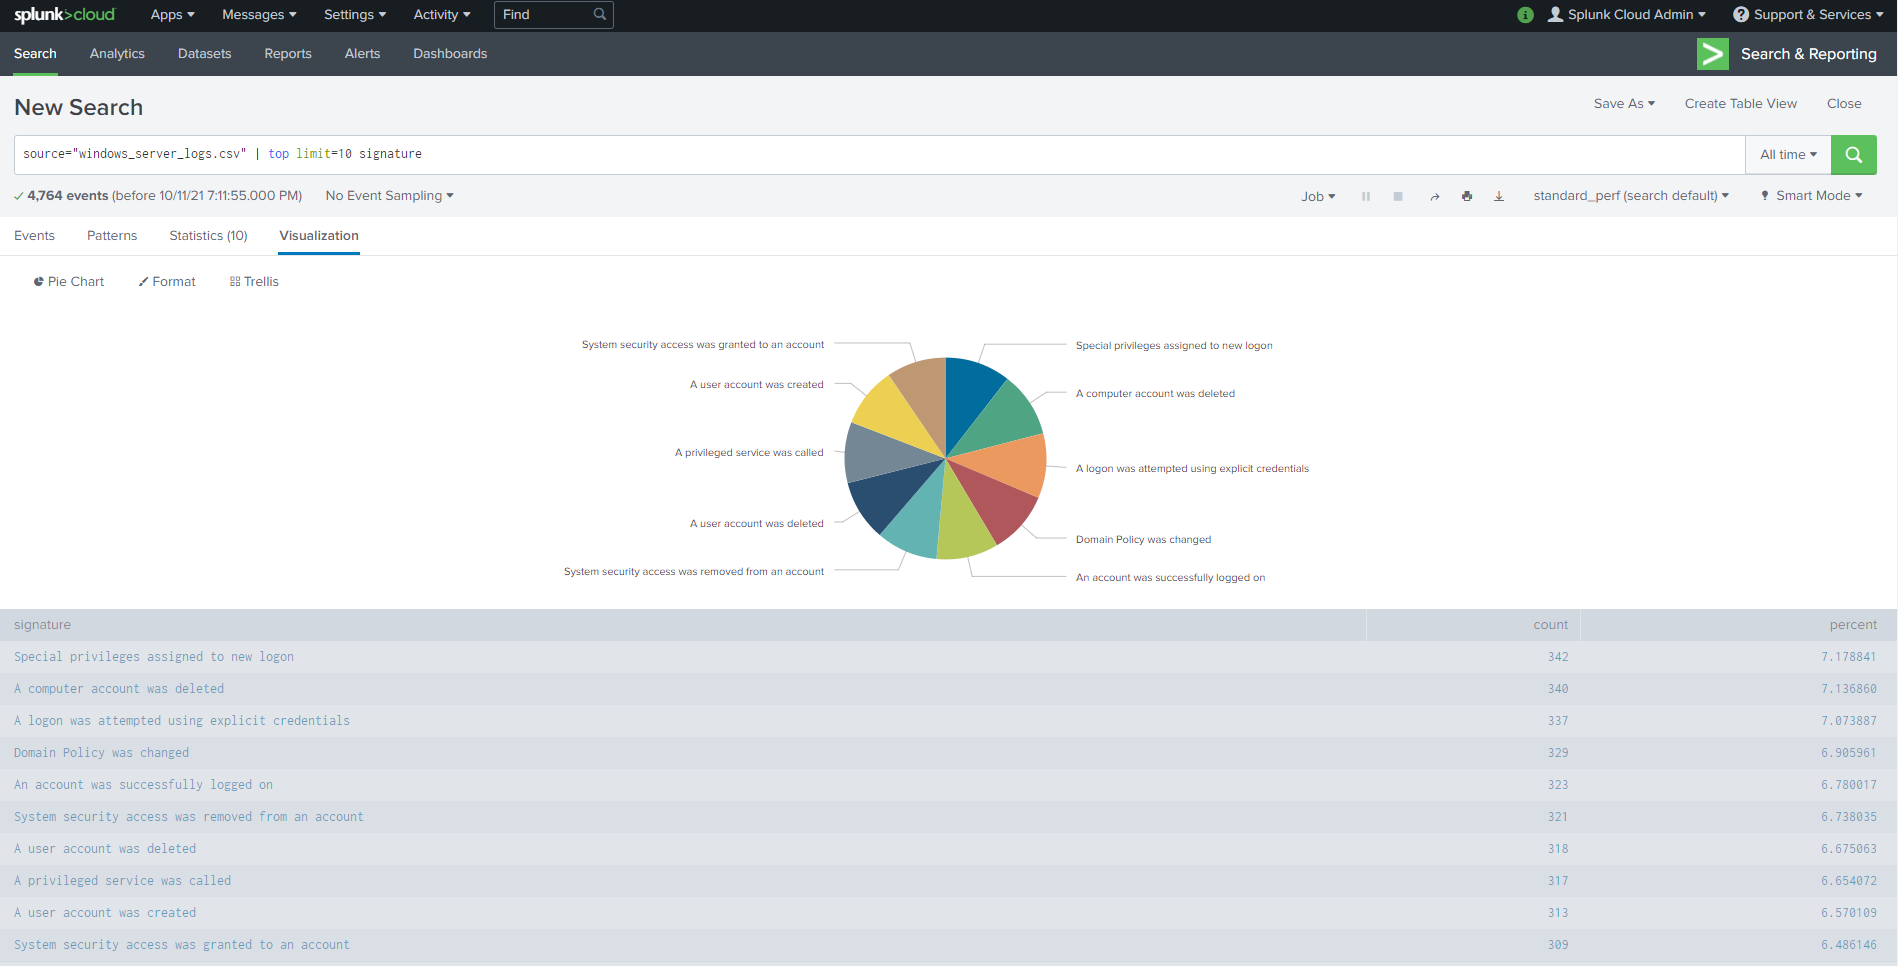 splunk>cloud Apps Messages Settings Activity Find Splunk Cloud Admin Support & Services
Search Analytics Datasets Reports Alerts Dashboards Search & Reporting
New Search Save As Create Table View Close
source="windows_server_logs.csv" | top limit=10 signature All time
4,764 events (before 10/11/21 7:11:55.000 PM) No Event Sampling Job standard_perf (search default) Smart Mode
Events Patterns Statistics (10) Visualization
Pie Chart Format Trellis
System security access was granted to an account Special privileges assigned to new logon
A user account was created A computer account was deleted
A privileged service was called A logon was attempted using explicit credentials
A user account was deleted Domain Policy was changed
System security access was removed from an account An account was successfully logged on
signature count percent
Special privileges assigned to new logon 342 7.178841
A computer account was deleted 340 7.136860
A logon was attempted using explicit credentials 337 7.073887
Domain Policy was changed 329 6.905961
An account was successfully logged on 323 6.780017
System security access was removed from an account 321 6.738035
A user account was deleted 318 6.675063
A privileged service was called 317 6.654072
A user account was created 313 6.570109
System security access was granted to an account 309 6.486146